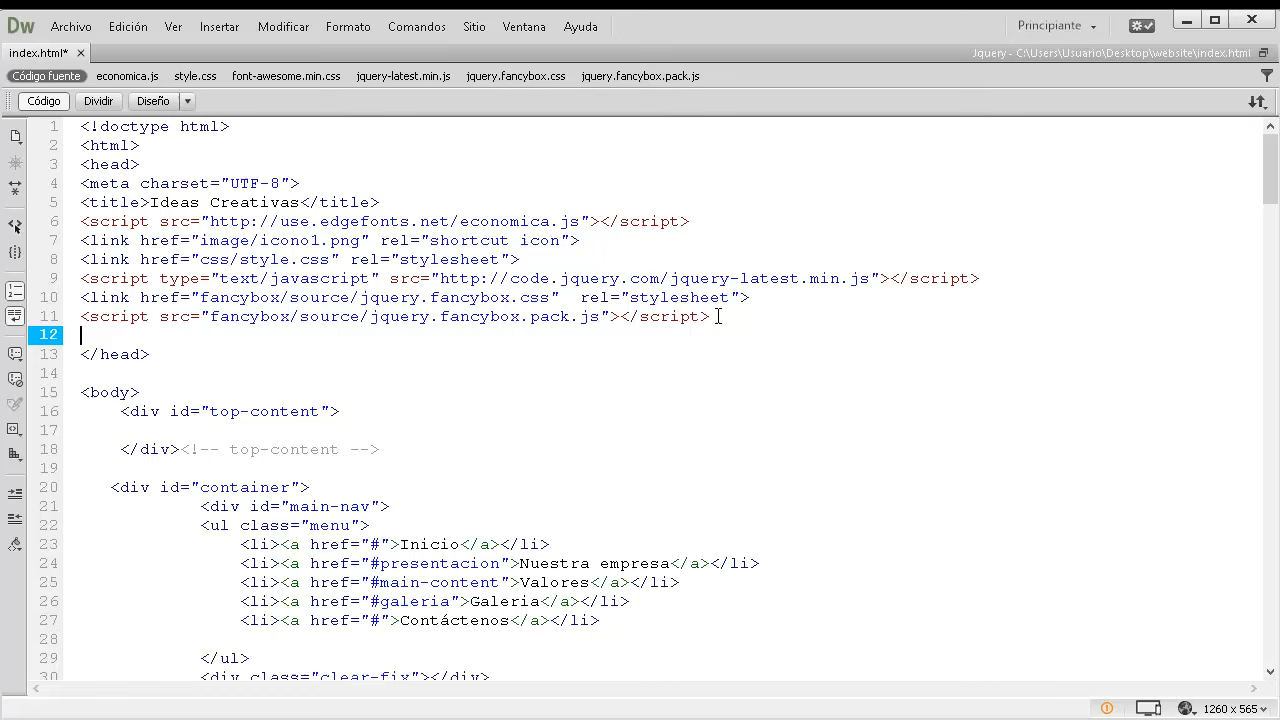 Dw Archivo Edición Ver Insertar Modificar Formato Comandos Sitio Ventana Ayuda Principiante
index.html* Jquery - C:\Users\Usuario\Desktop\website\index.html
Código fuente economica.js style.css font-awesome.min.css jquery-latest.min.js jquery.fancybox.css jquery.fancybox.pack.js
Código Dividir Diseño
1 <!doctype html>
2 <html>
3 <head>
4 <meta charset="UTF-8">
5 <title>Ideas Creativas</title>
6 <script src="http://use.edgefonts.net/economica.js"></script>
7 <link href="image/icono1.png" rel="shortcut icon">
8 <link href="css/style.css" rel="stylesheet">
9 <script type="text/javascript" src="http://code.jquery.com/jquery-latest.min.js"></script>
10 <link href="fancybox/source/jquery.fancybox.css"  rel="stylesheet">
11 <script src="fancybox/source/jquery.fancybox.pack.js"></script>
12
13 </head>
14
15 <body>
16 <div id="top-content">
17
18 </div><!-- top-content -->
19
20 <div id="container">
21 <div id="main-nav">
22 <ul class="menu">
23 <li><a href="#">Inicio</a></li>
24 <li><a href="#presentacion">Nuestra empresa</a></li>
25 <li><a href="#main-content">Valores</a></li>
26 <li><a href="#galeria">Galeria</a></li>
27 <li><a href="#">Contáctenos</a></li>
28
29 </ul>
30 <div class="clear-fix"></div>
1260 x 565